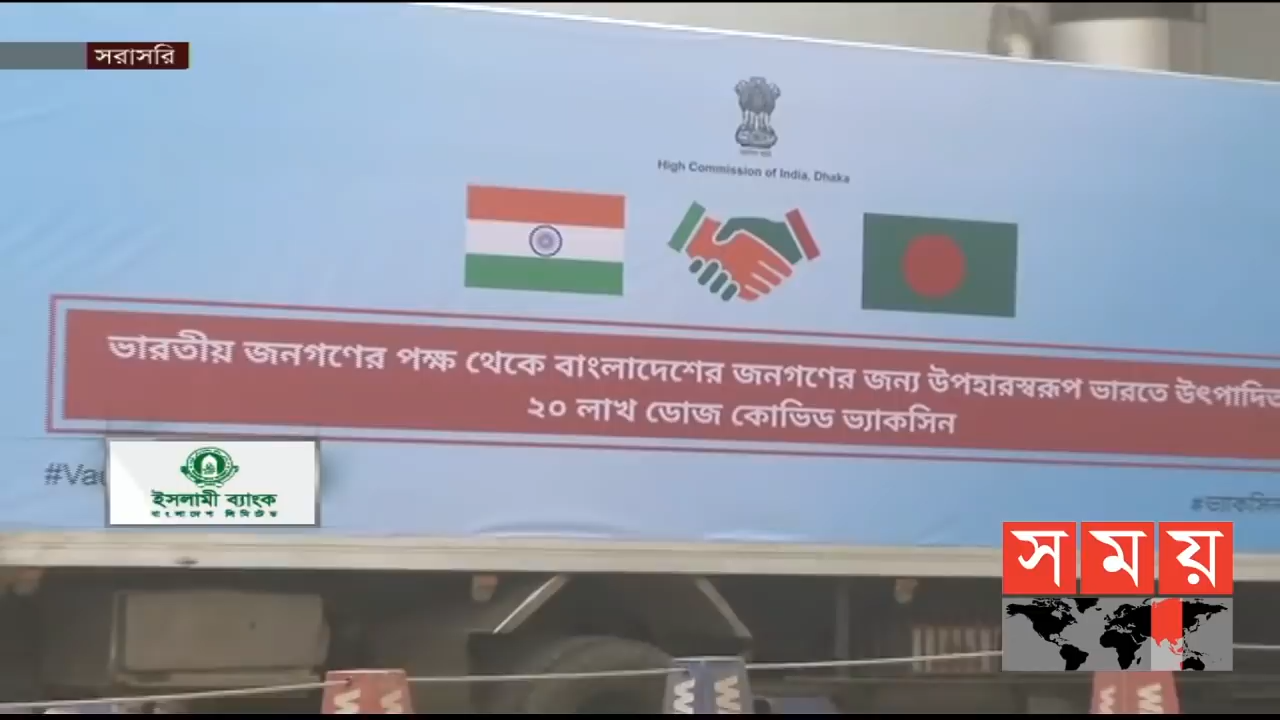 সরাসরি
High Commission of India, Dhaka
ভারতীয় জনগণের পক্ষ থেকে বাংলাদেশের জনগণের জন্য উপহারস্বরূপ ভারতে উৎপাদিত
২০ লাখ ডোজ কোভিড ভ্যাকসিন
ইসলামী ব্যাংক
বাংলাদেশ লিমিটেড
সময়